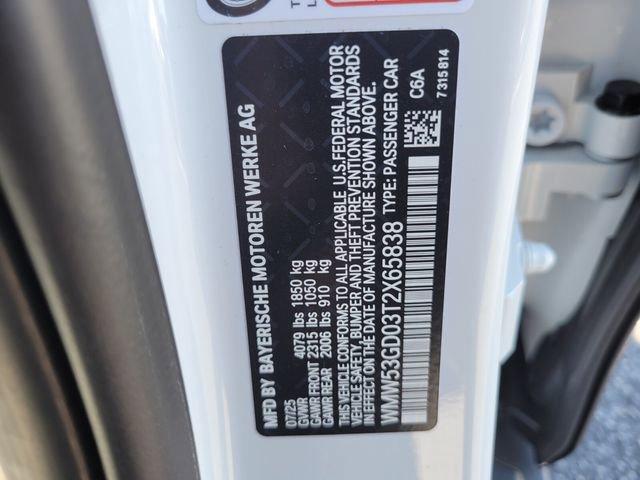 MFD BY BAYERISCHE MOTOREN WERKE AG
07/25
GVWR 4079 lbs 1850 kg
GAWR FRONT 2315 lbs 1050 kg
GAWR REAR 2006 lbs 910 kg
THIS VEHICLE CONFORMS TO ALL APPLICABLE U.S.FEDERAL MOTOR
VEHICLE SAFETY, BUMPER AND THEFT PREVENTION STANDARDS
IN EFFECT ON THE DATE OF MANUFACTURE SHOWN ABOVE.
WMW53GD03T2X65838 TYPE: PASSENGER CAR
C6A
7315814